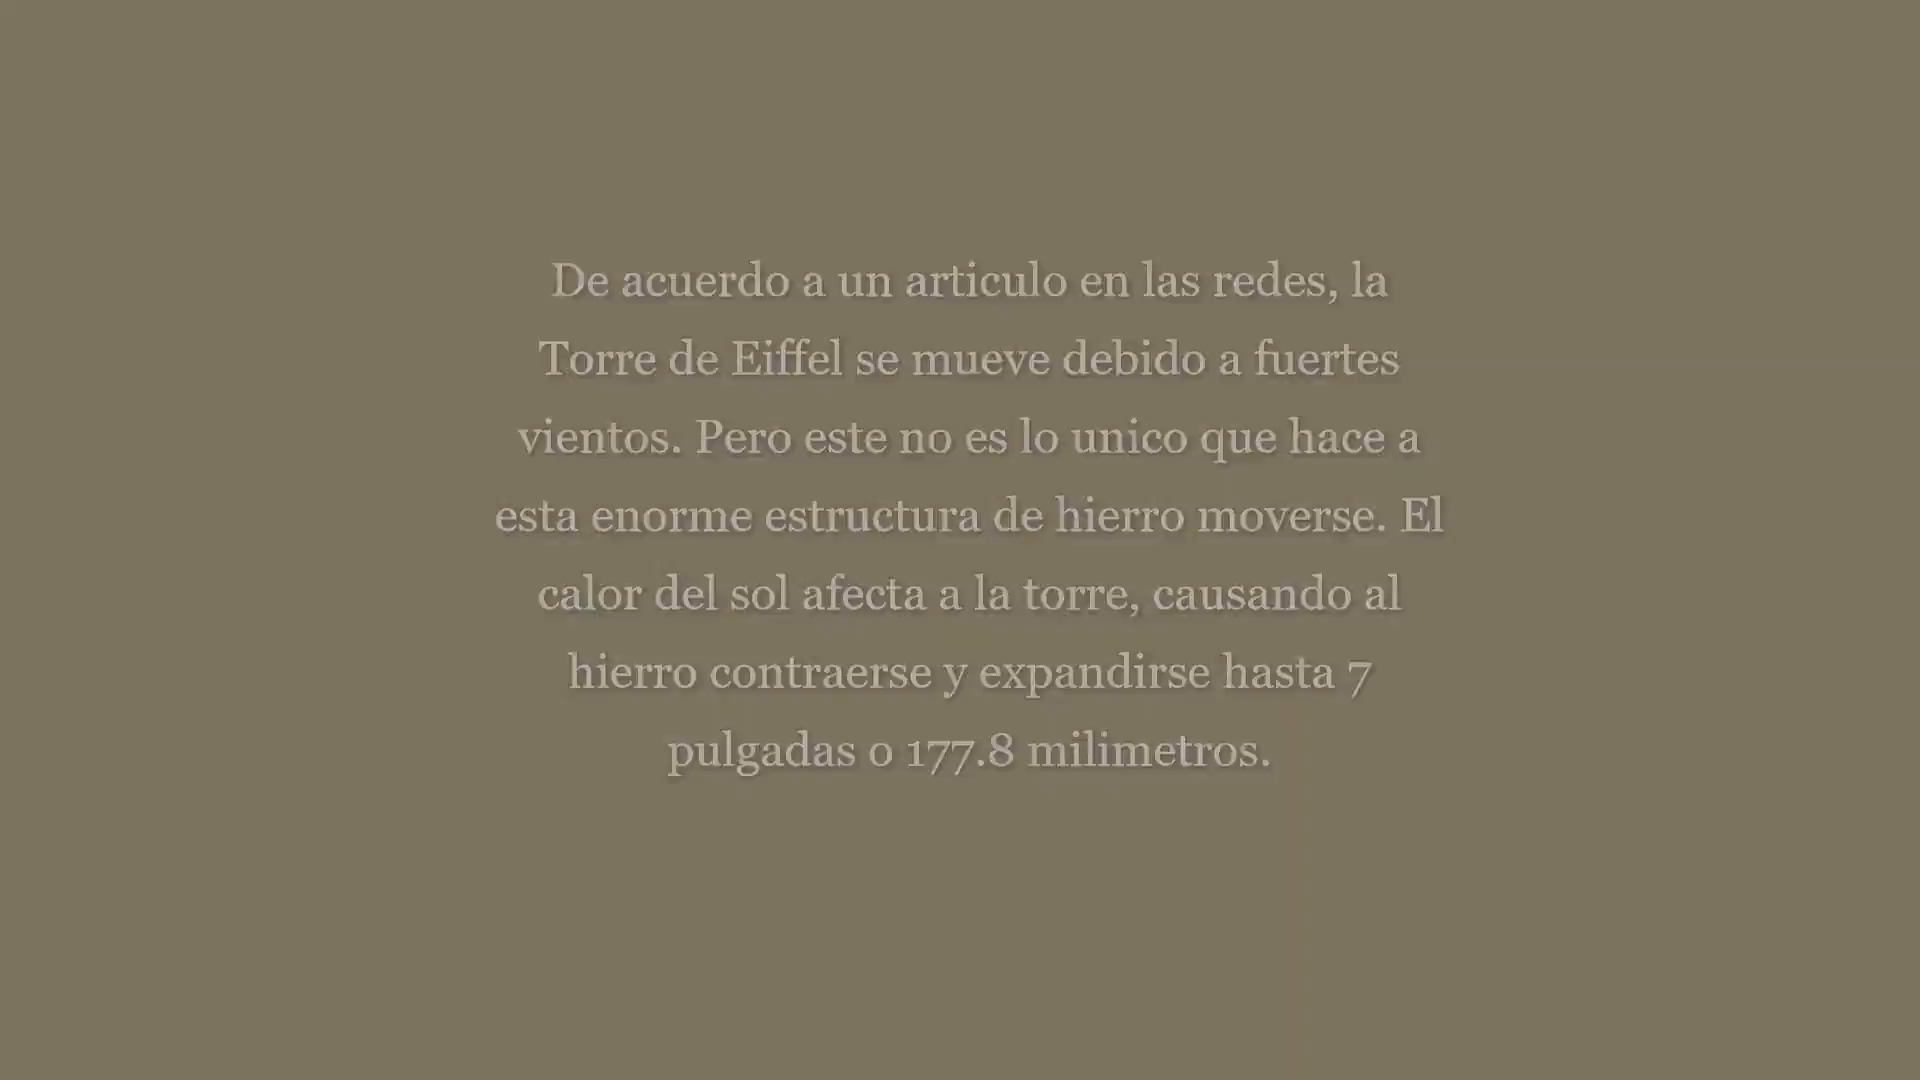 De acuerdo a un articulo en las redes, la
Torre de Eiffel se mueve debido a fuertes
vientos. Pero este no es lo unico que hace a
esta enorme estructura de hierro moverse. El
calor del sol afecta a la torre, causando al
hierro contraerse y expandirse hasta 7
pulgadas o 177.8 milimetros.